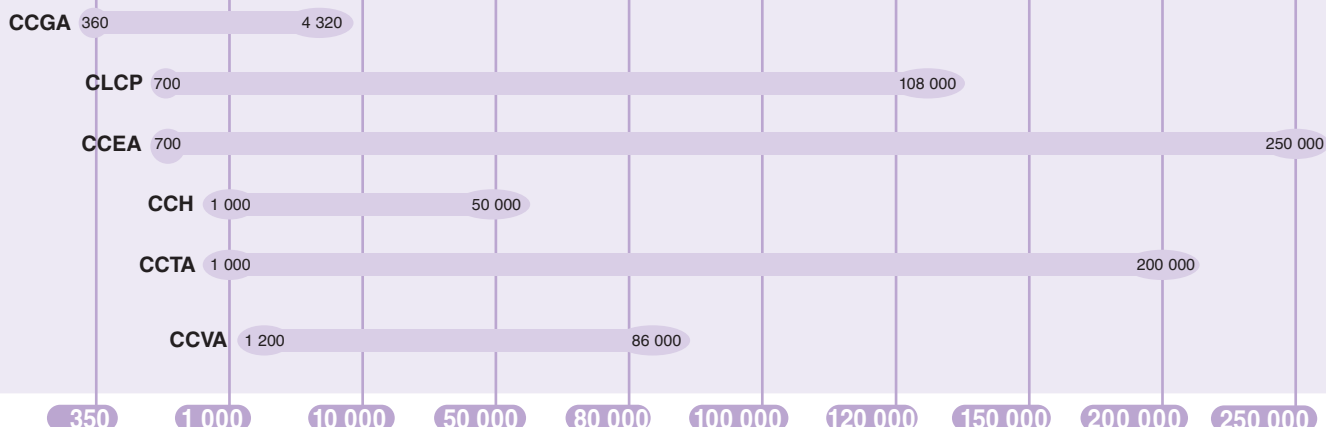 CCGA 360 4 320
CLCP 700 108 000
CCEA 700 250 000
CCH 1 000 50 000
CCTA 1 000 200 000
CCVA 1 200 86 000
350 1 000 10 000 50 000 80 000 100 000 120 000 150 000 200 000 250 000